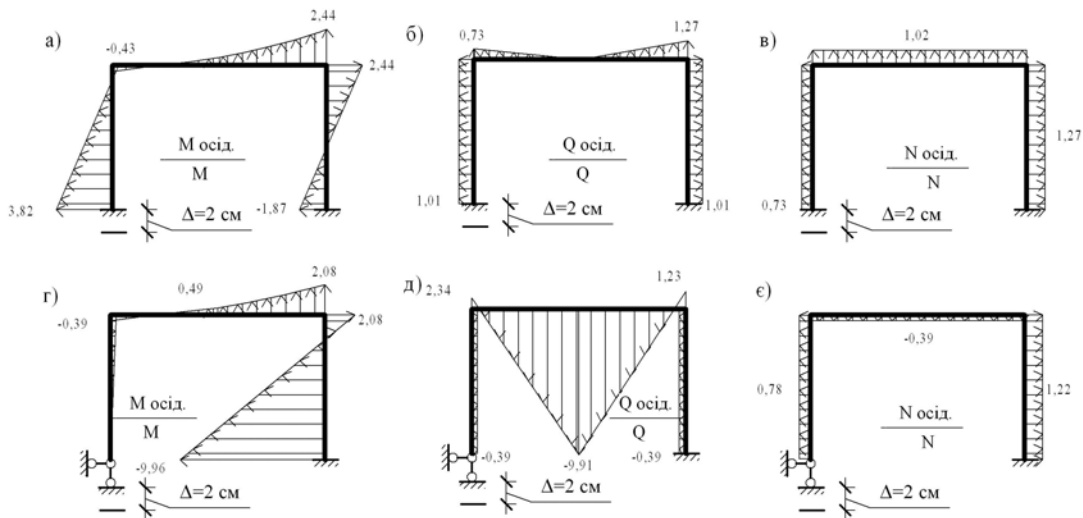 а)
-0,43
2,44
2,44
М осід.
М
3,82
-1,87
Δ=2 см
б)
0,73
1,27
Q осід.
Q
1,01
1,01
Δ=2 см
в)
1,02
1,27
N осід.
N
0,73
Δ=2 см
г)
-0,39
0,49
2,08
2,08
М осід.
М
-9,96
Δ=2 см
д)
2,34
1,23
Q осід.
Q
-0,39
-9,91
-0,39
Δ=2 см
є)
-0,39
0,78
1,22
N осід.
N
Δ=2 см